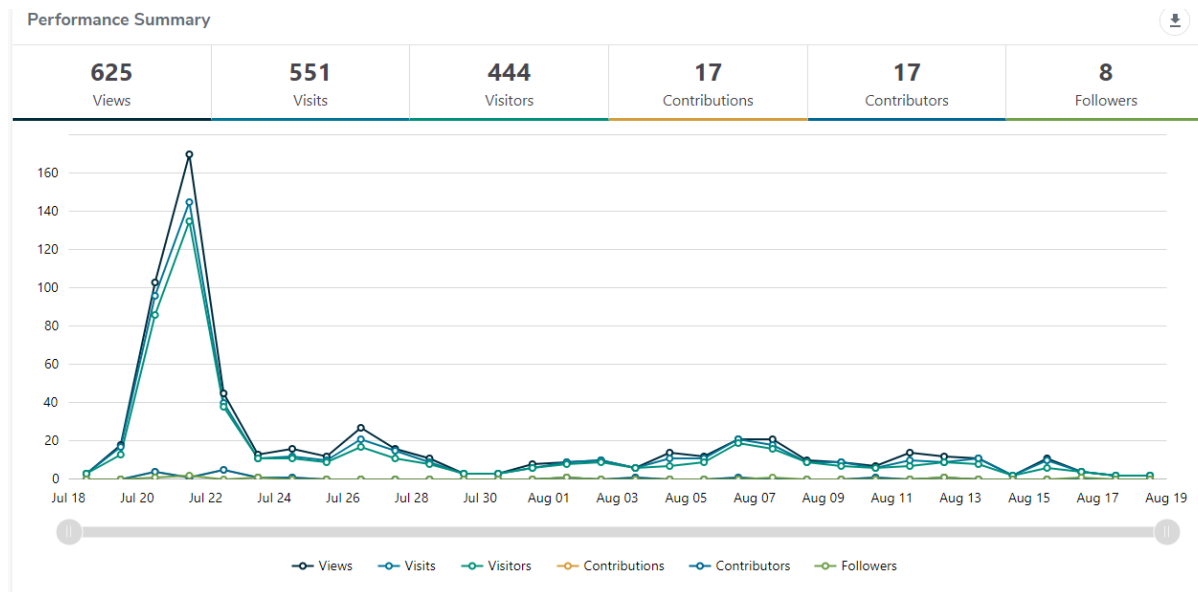 Performance Summary
625 551 444 17 17 8
Views Visits Visitors Contributions Contributors Followers
160
140
120
100
80
60
40
20
0
Jul 18 Jul 20 Jul 22 Jul 24 Jul 26 Jul 28 Jul 30 Aug 01 Aug 03 Aug 05 Aug 07 Aug 09 Aug 11 Aug 13 Aug 15 Aug 17 Aug 19
Views Visits Visitors Contributions Contributors Followers